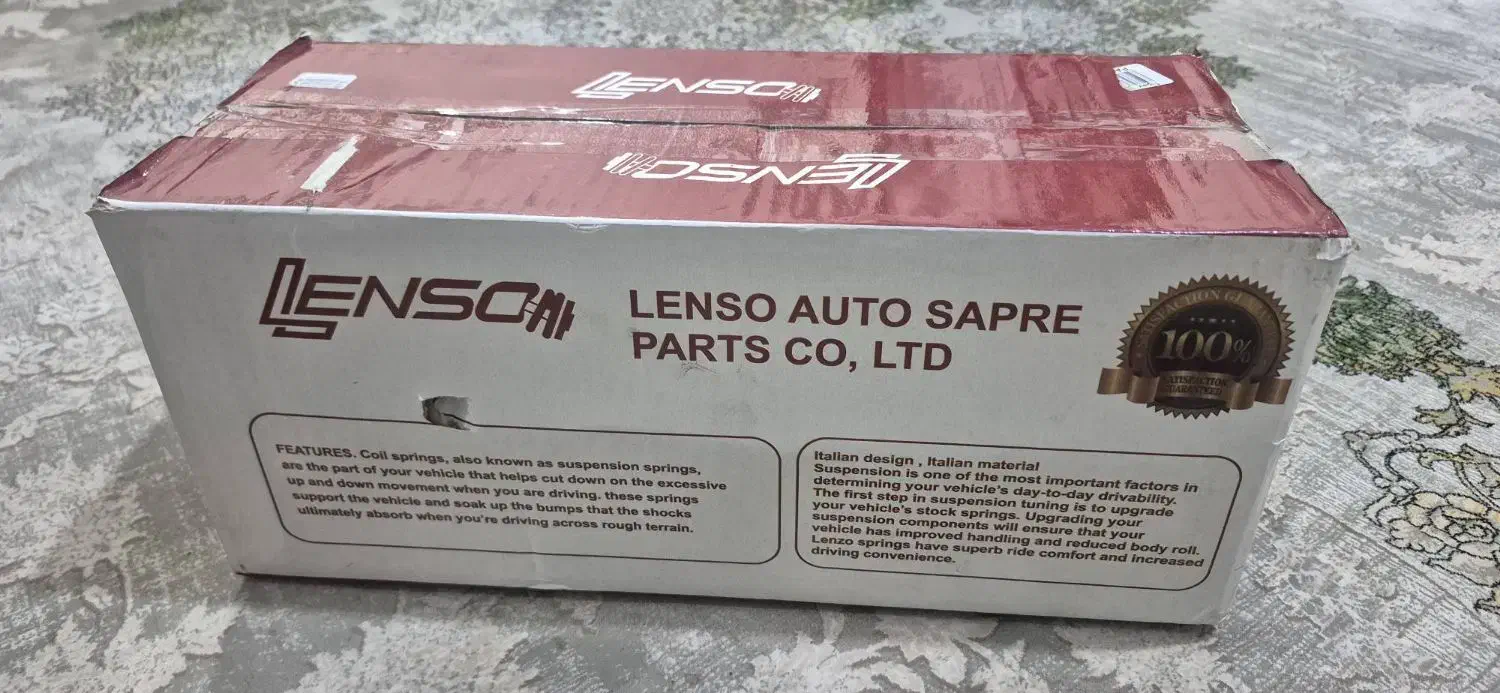 LENSO
LENSO
LENSO
LENSO AUTO SAPRE
PARTS CO, LTD
SATISFACTION GUARANTEED
100%
SATISFACTION
GUARANTEED
FEATURES. Coil springs, also known as suspension springs,
are the part of your vehicle that helps cut down on the excessive
up and down movement when you are driving. these springs
support the vehicle and soak up the bumps that the shocks
ultimately absorb when you're driving across rough terrain.
Italian design , Italian material
Suspension is one of the most important factors in
determining your vehicle's day-to-day drivability.
The first step in suspension tuning is to upgrade
your vehicle's stock springs. Upgrading your
suspension components will ensure that your
vehicle has improved handling and reduced body roll.
Lenzo springs have superb ride comfort and increased
driving convenience.